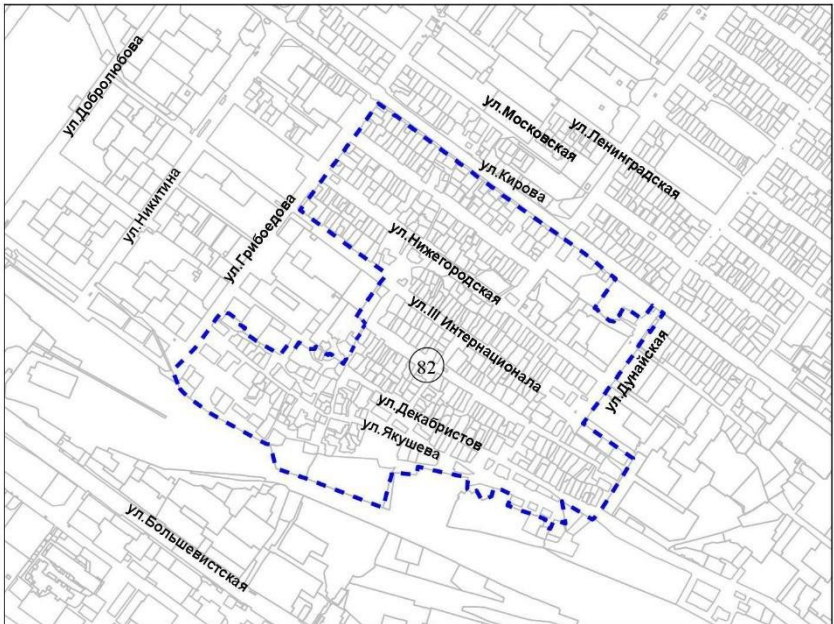 ул.Добролюбова
ул.Московская
ул.Ленинградская
ул.Кирова
ул.Никитина
ул.Грибоедова
ул.Нижегородская
ул.III Интернационала
ул.Дунайская
82
ул.Декабристов
ул.Якушева
ул.Большевистская